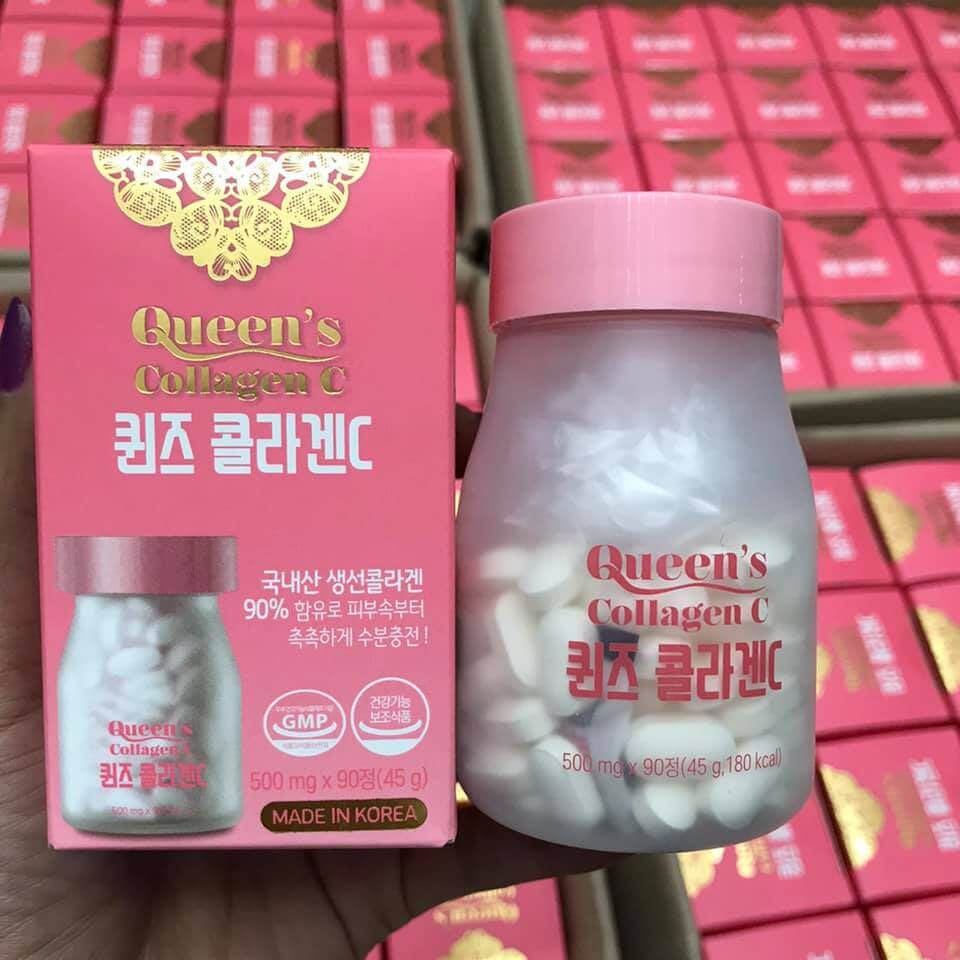 Queen's
Collagen C
퀸즈 콜라겐C
국내산 생선콜라겐
90% 함유로 피부속부터
촉촉하게 수분충전!
GMP
건강기능
보조식품
Queen's
Collagen C
퀸즈 콜라겐C
500 mg x 90정(45 g)
MADE IN KOREA
Queen's
Collagen C
퀸즈 콜라겐C
500 mg x 90정(45 g,180 kcal)